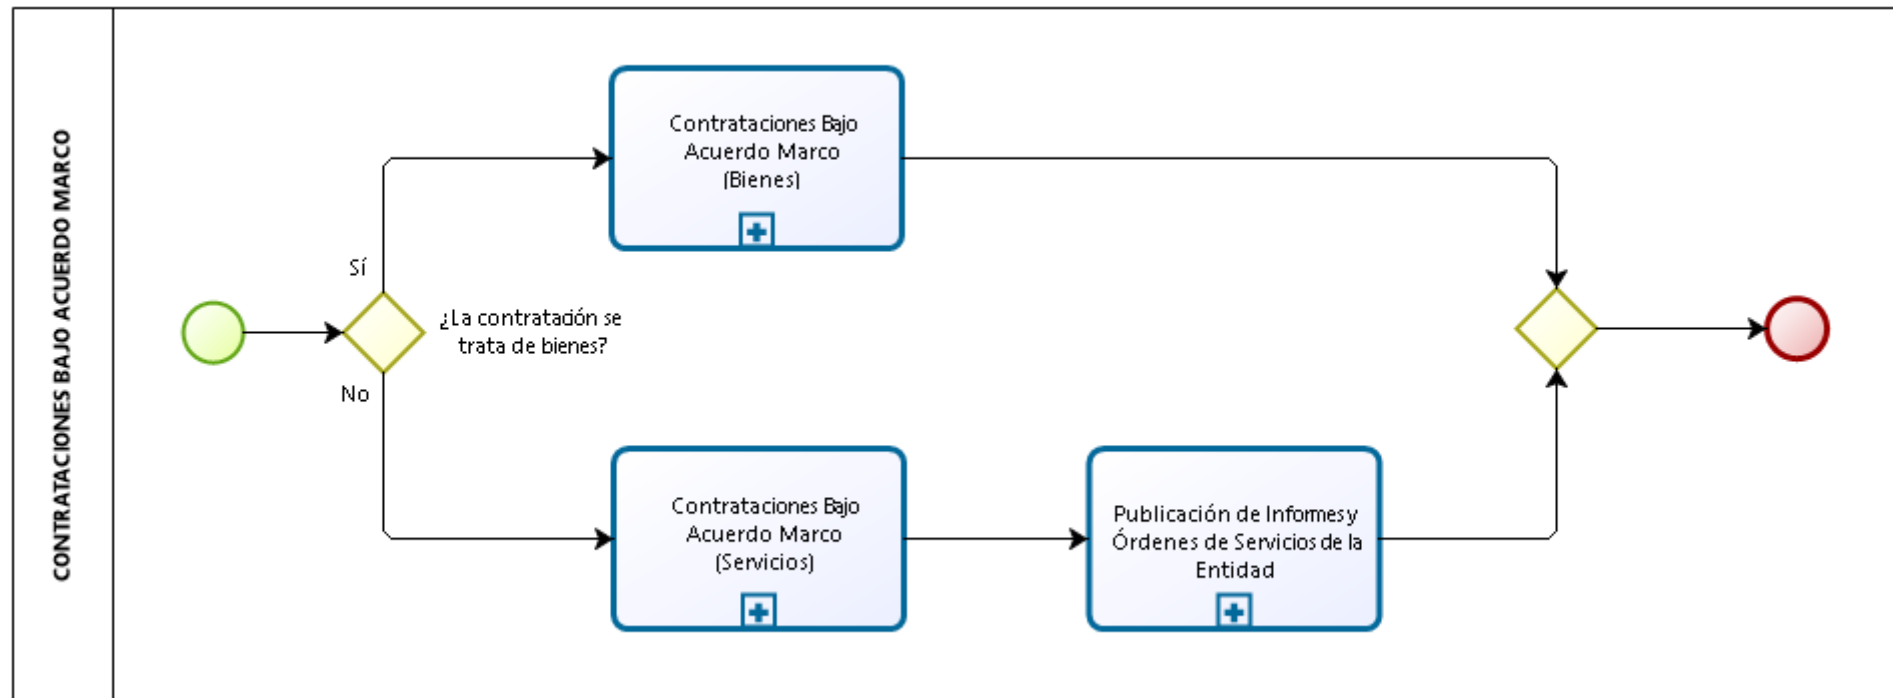 CONTRATACIONES BAJO ACUERDO MARCO
Contrataciones Bajo
Acuerdo Marco
(Bienes)
Sí
¿La contratación se
trata de bienes?
No
Contrataciones Bajo
Acuerdo Marco
(Servicios)
Publicación de Informes y
Órdenes de Servicios de la
Entidad